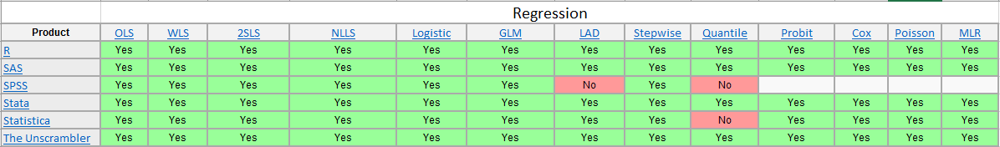 Regression
Product OLS WLS 2SLS NLLS Logistic GLM LAD Stepwise Quantile Probit Cox Poisson MLR
R Yes Yes Yes Yes Yes Yes Yes Yes Yes Yes Yes Yes Yes
SAS Yes Yes Yes Yes Yes Yes Yes Yes Yes Yes Yes Yes Yes
SPSS Yes Yes Yes Yes Yes Yes No Yes No
Stata Yes Yes Yes Yes Yes Yes Yes Yes Yes Yes Yes Yes Yes
Statistica Yes Yes Yes Yes Yes Yes Yes Yes No Yes Yes Yes Yes
The Unscrambler Yes Yes Yes Yes Yes Yes Yes Yes Yes Yes Yes Yes Yes